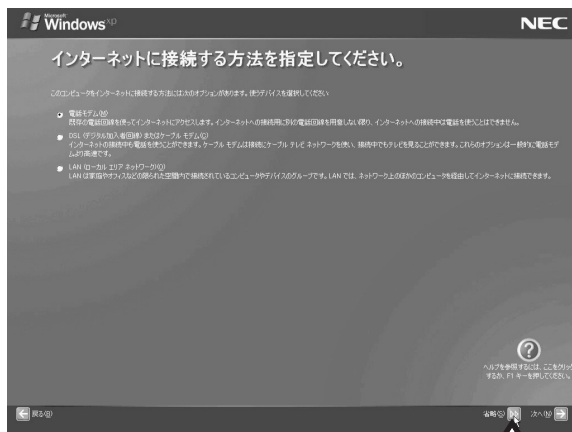 Microsoft
Windows xp
NEC
インターネットに接続する方法を指定してください。
このコンピュータをインターネットに接続する方法には次のオプションがあります。使うデバイスを選択してください
電話モデム(M)
既存の電話回線を使ってインターネットにアクセスします。インターネットへの接続用に別の電話回線を用意しない限り、インターネットへの接続中は電話を使うことはできません。
DSL (デジタル加入者回線) またはケーブル モデム(C)
インターネットの接続中も電話を使うことができます。ケーブル モデムは接続にケーブル テレビ ネットワークを使い、接続中でもテレビを見ることができます。これらのオプションは一般的に電話モデ
ムより高速です。
LAN (ローカル エリア ネットワーク)(O)
LAN は家庭やオフィスなどの限られた空間内で接続されているコンピュータやデバイスのグループです。LAN では、ネットワーク上のほかのコンピュータを経由してインターネットに接続できます。
ヘルプを参照するには、ここをクリック
するか、F1 キーを押してください。
戻る(B)
省略(S)
次へ(N)